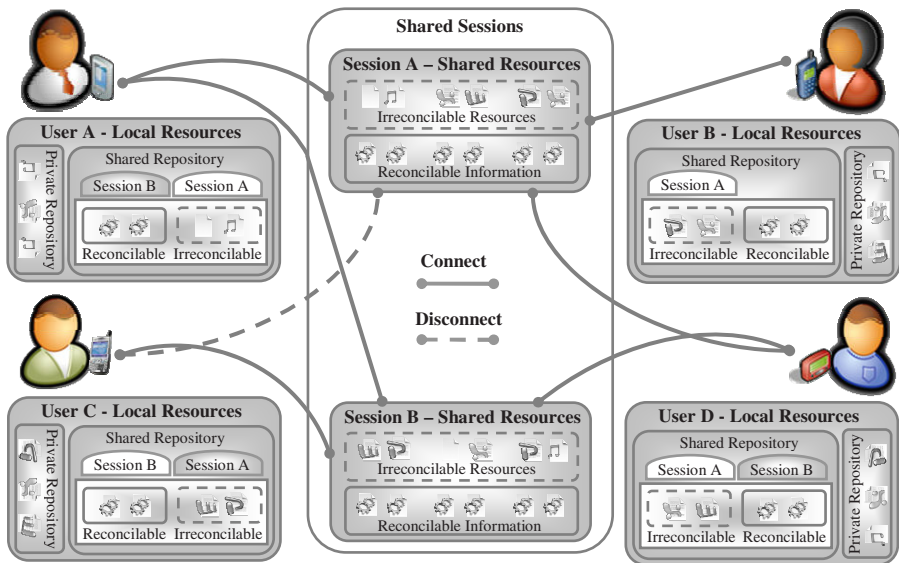 Shared Sessions
Session A – Shared Resources
Irreconcilable Resources
Reconcilable Information
User A - Local Resources
Private Repository
Shared Repository
Session B
Session A
Reconcilable
Irreconcilable
User B - Local Resources
Shared Repository
Session A
Irreconcilable
Reconcilable
Private Repository
Connect
Disconnect
User C - Local Resources
Private Repository
Shared Repository
Session B
Session A
Reconcilable
Irreconcilable
Session B – Shared Resources
Irreconcilable Resources
Reconcilable Information
User D - Local Resources
Shared Repository
Session A
Session B
Irreconcilable
Reconcilable
Private Repository